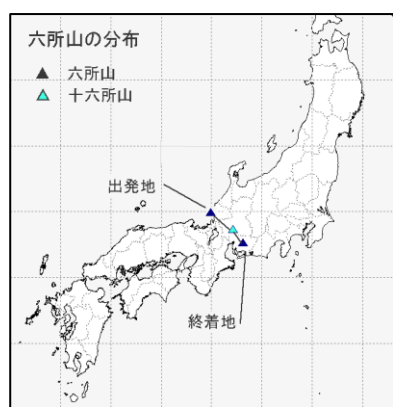 六所山の分布
▲ 六所山
▲ 十六所山
出発地
終着地